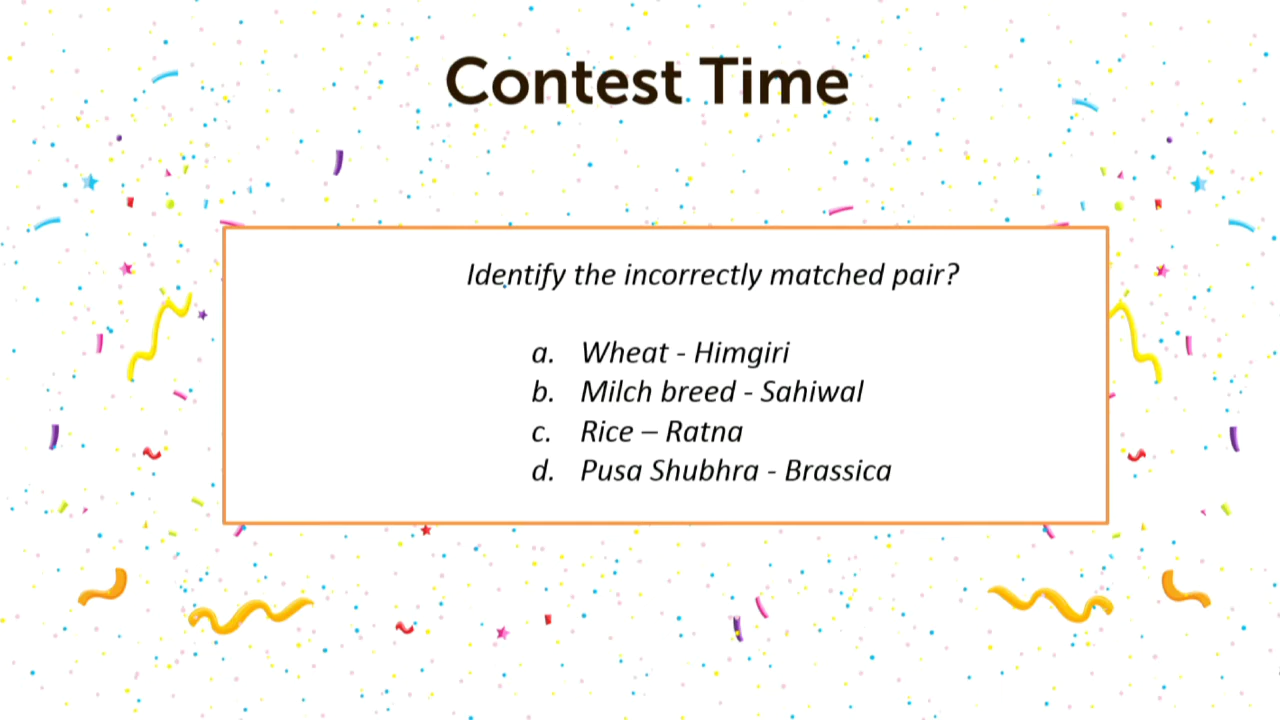 Contest Time
Identify the incorrectly matched pair?
a. Wheat - Himgiri
b. Milch breed - Sahiwal
c. Rice – Ratna
d. Pusa Shubhra - Brassica